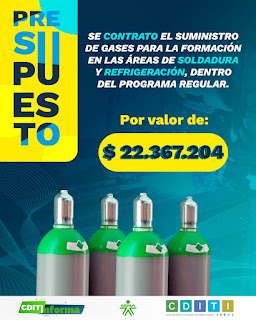 PRE
SU
PU
ES
TO
SE CONTRATO EL SUMINISTRO
DE GASES PARA LA FORMACIÓN
EN LAS ÁREAS DE SOLDADURA
Y REFRIGERACIÓN, DENTRO
DEL PROGRAMA REGULAR.
Por valor de:
$ 22.367.204
CDITI
informa
SENA
CDITI